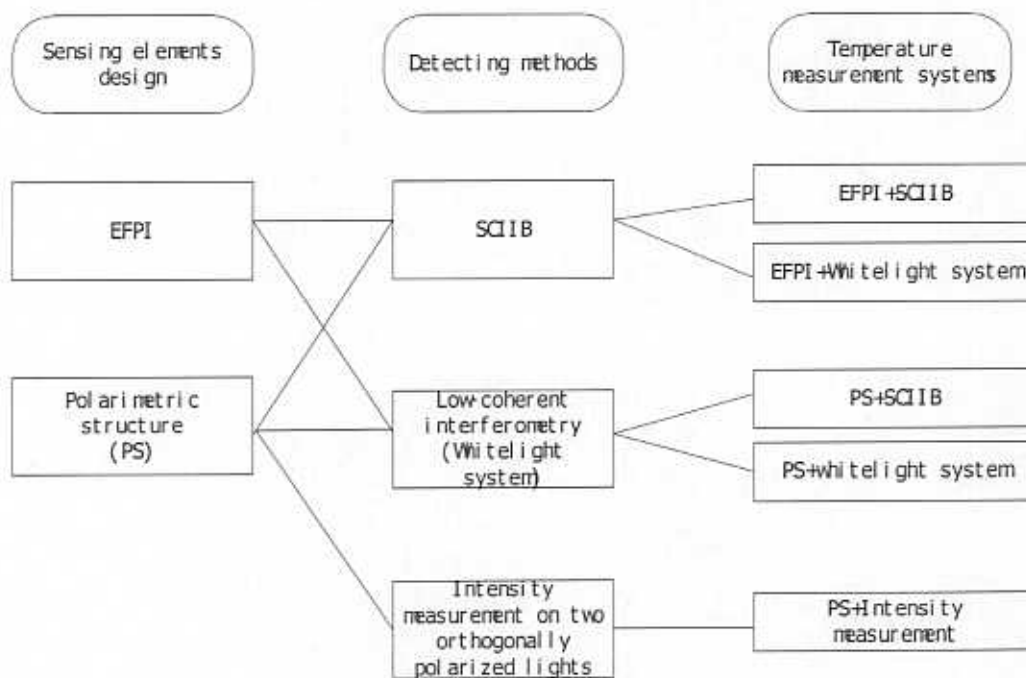 Sensing elements
design
Detecting methods
Temperature
measurement systems
EFPI
SCIIB
EFPI+SCIIB
EFPI+Whitelight system
Polarimetric
structure
(PS)
Low-coherent
interferometry
(Whitelight
system)
PS+SCIIB
PS+whitelight system
Intensity
measurement on two
orthogonally
polarized lights
PS+Intensity
measurement